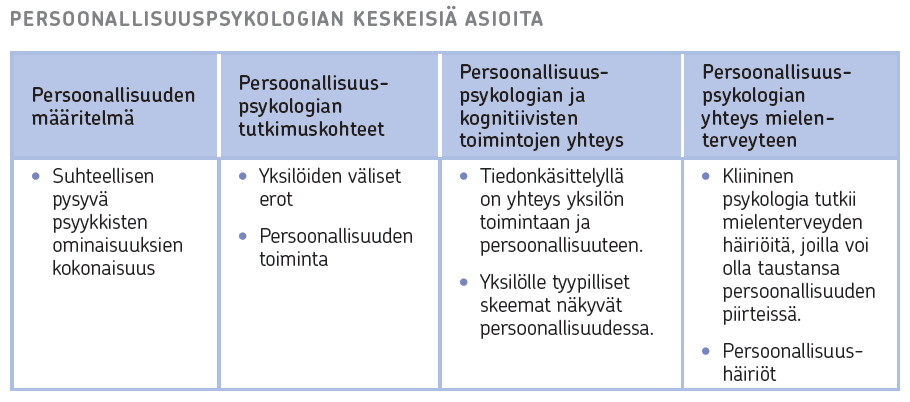 PERSOONALLISUUSPSYKOLOGIAN KESKEISIÄ ASIOITA
Persoonallisuuden
määritelmä
Persoonallisuus-
psykologian
tutkimuskohteet
Persoonallisuus-
psykologian ja
kognitiivisten
toimintojen yhteys
Persoonallisuus-
psykologian
yhteys mielen-
terveyteen
• Suhteellisen
pysyvä
psyykkisten
ominaisuuksien
kokonaisuus
• Yksilöiden väliset
erot
• Persoonallisuuden
toiminta
• Tiedonkäsittelyllä
on yhteys yksilön
toimintaan ja
persoonallisuuteen.
• Yksilölle tyypilliset
skeemat näkyvät
persoonallisuudessa.
• Kliininen
psykologia tutkii
mielenterveyden
häiriöitä, joilla voi
olla taustansa
persoonallisuuden
piirteissä.
• Persoonallisuus-
häiriöt